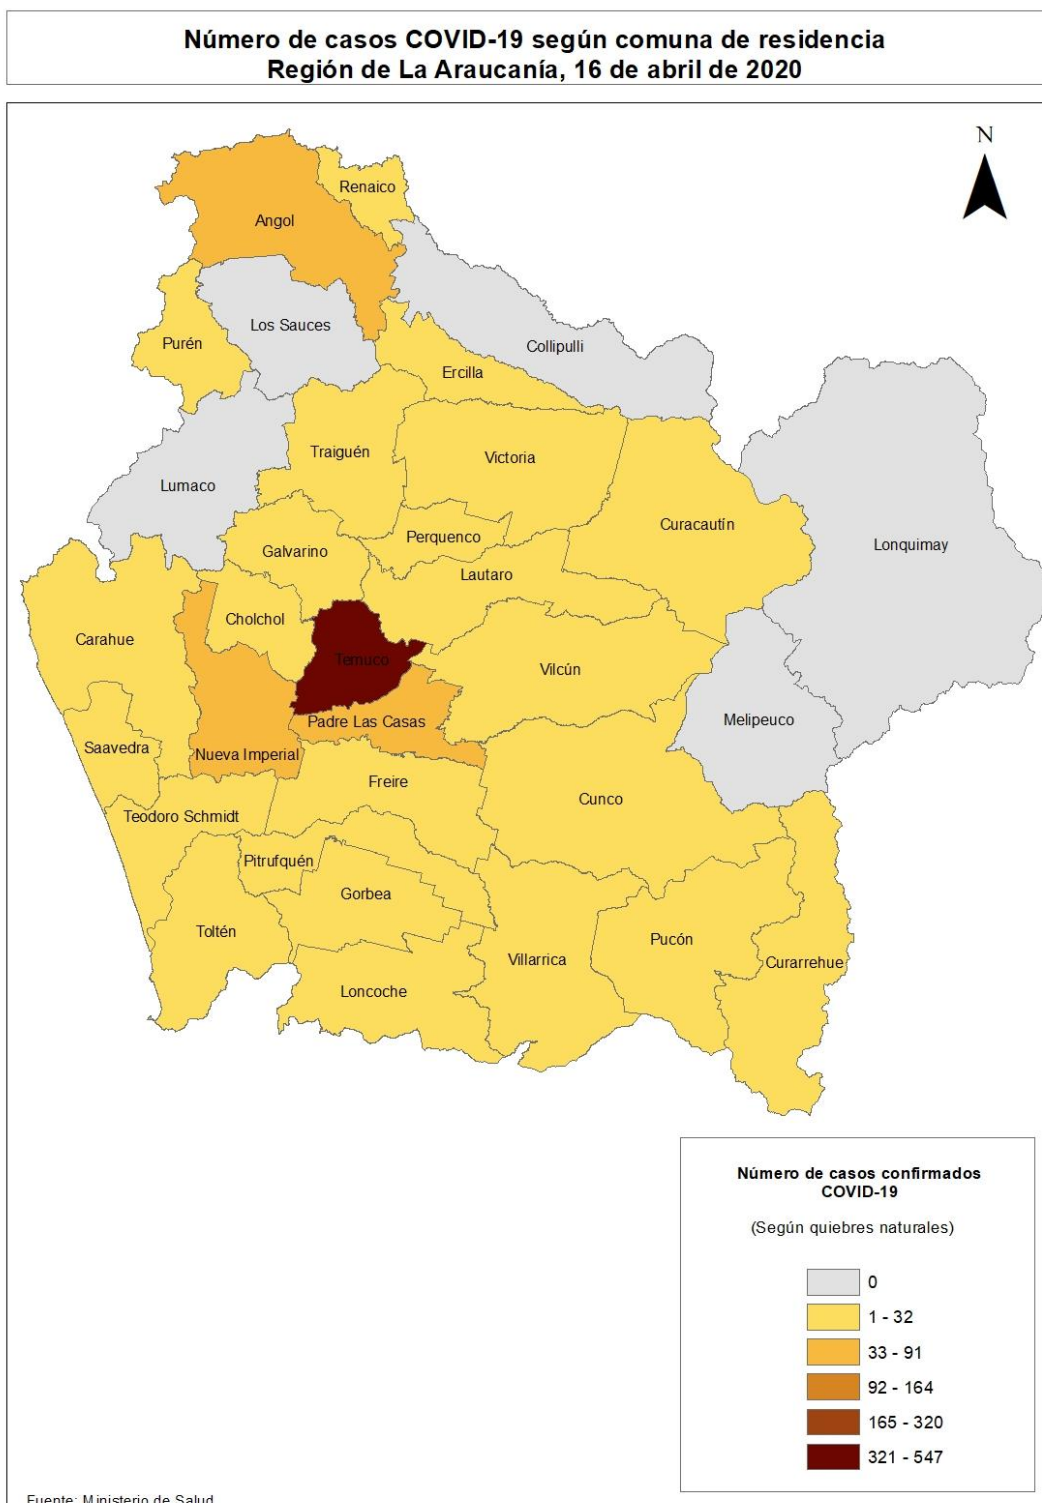 Número de casos COVID-19 según comuna de residencia
Región de La Araucanía, 16 de abril de 2020
N
Renaico
Angol
Los Sauces
Purén
Collipulli
Ercilla
Traiguén
Victoria
Lumaco
Curacautín
Perquenco
Lonquimay
Galvarino
Lautaro
Cholchol
Carahue
Temuco
Vilcún
Padre Las Casas
Melipeuco
Saavedra
Nueva Imperial
Freire
Cunco
Teodoro Schmidt
Pitrufquén
Gorbea
Toltén
Pucón
Villarrica
Curarrehue
Loncoche
Número de casos confirmados
COVID-19
(Según quiebres naturales)
0
1 - 32
33 - 91
92 - 164
165 - 320
321 - 547
Fuente: Ministerio de Salud